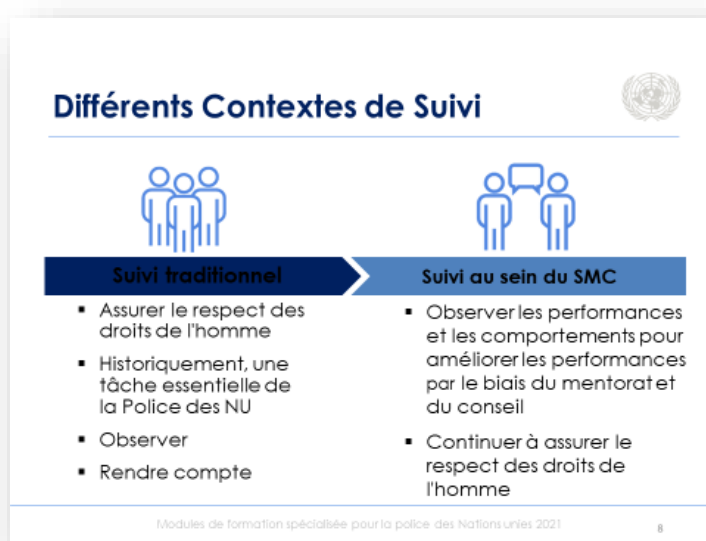 Différents Contextes de Suivi
Suivi traditionnel
Assurer le respect des
droits de l'homme
Historiquement, une
tâche essentielle de
la Police des NU
Observer
Rendre compte
Suivi au sein du SMC
Observer les performances
et les comportements pour
améliorer les performances
par le biais du mentorat et
du conseil
Continuer à assurer le
respect des droits de
l'homme
Modules de formation spécialisée pour la police des Nations unies 2021
8